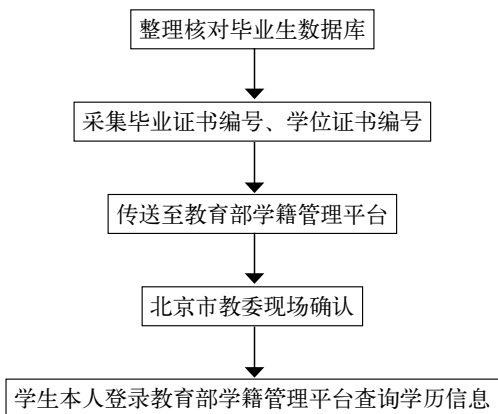 整理核对毕业生数据库
采集毕业证书编号、学位证书编号
传送至教育部学籍管理平台
北京市教委现场确认
学生本人登录教育部学籍管理平台查询学历信息